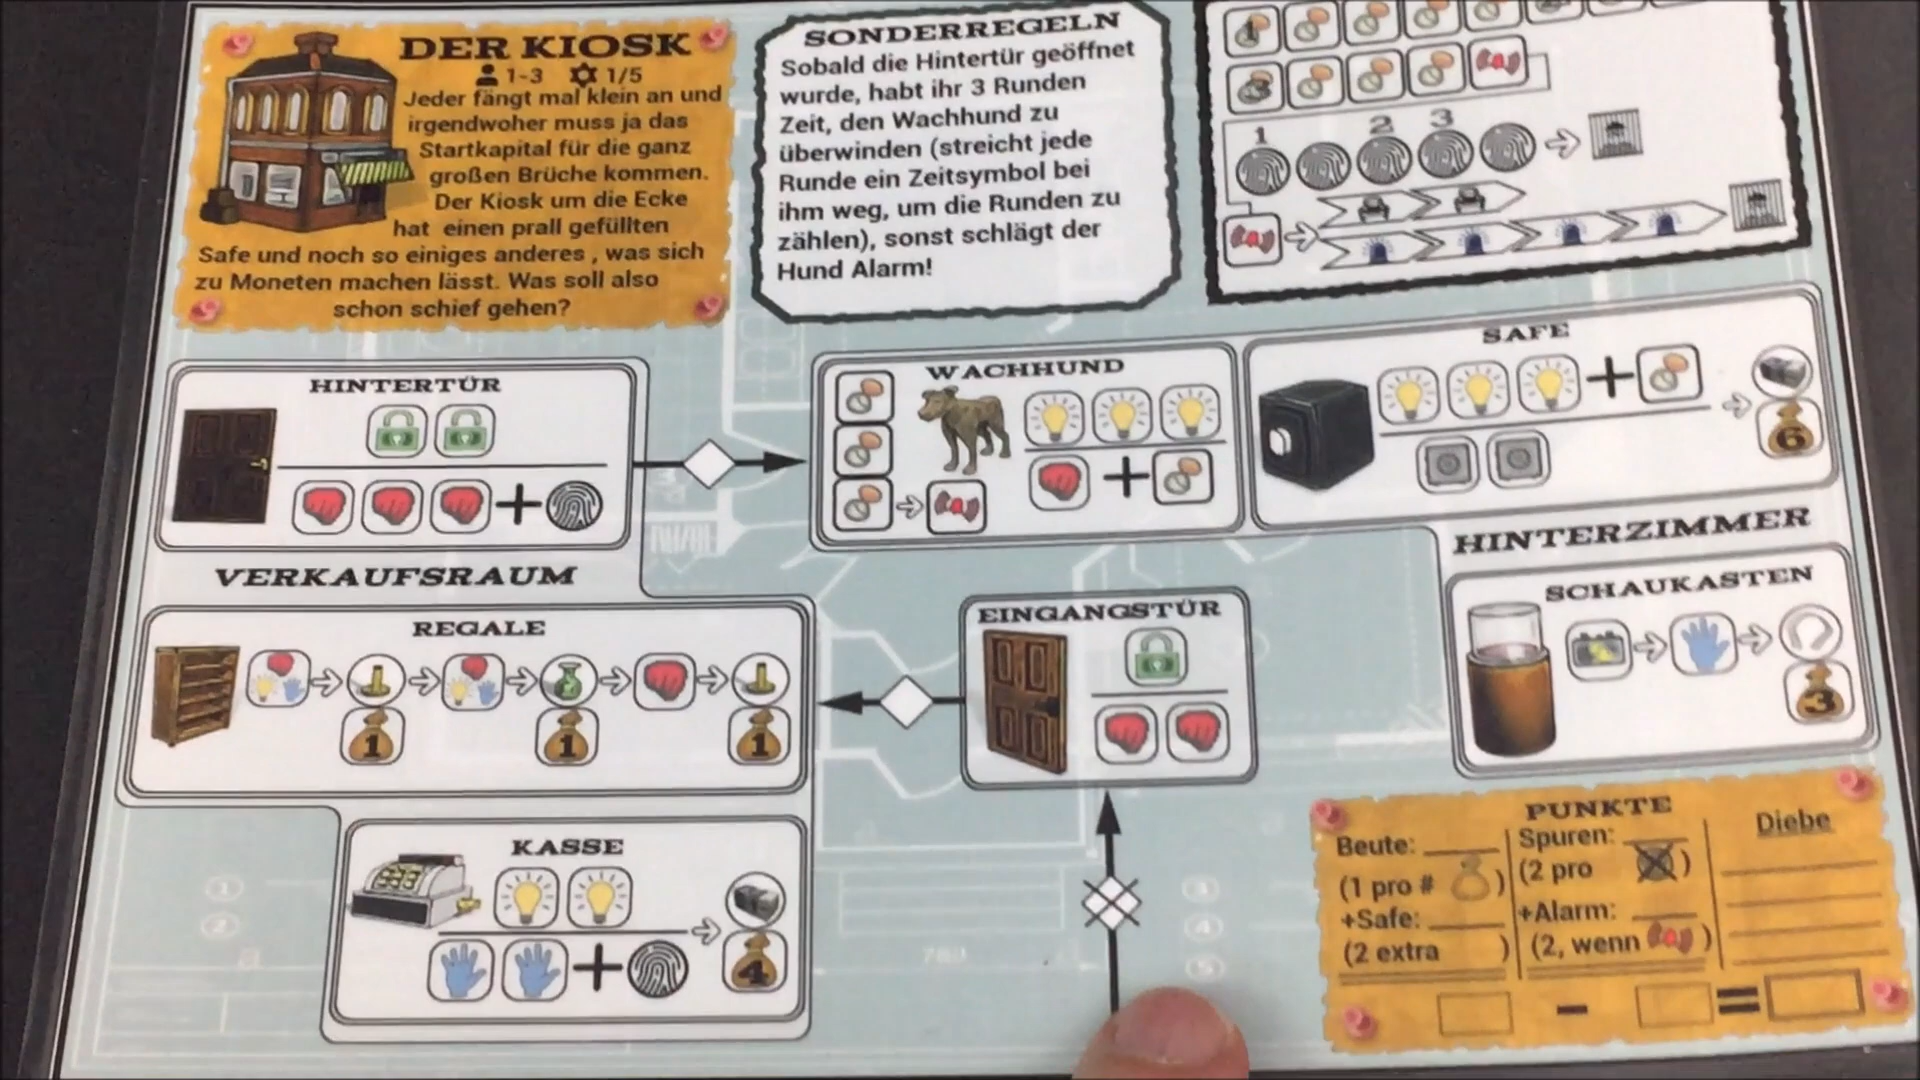 DER KIOSK
1-3 1/5
Jeder fängt mal klein an und
irgendwoher muss ja das
Startkapital für die ganz
großen Brüche kommen.
Der Kiosk um die Ecke
hat einen prall gefüllten
Safe und noch so einiges anderes , was sich
zu Moneten machen lässt. Was soll also
schon schief gehen?
SONDERREGELN
Sobald die Hintertür geöffnet
wurde, habt ihr 3 Runden
Zeit, den Wachhund zu
überwinden (streicht jede
Runde ein Zeitsymbol bei
ihm weg, um die Runden zu
zählen), sonst schlägt der
Hund Alarm!
1
1 2 3
HINTERTÜR
WACHHUND
SAFE
6
VERKAUFSRAUM
HINTERZIMMER
REGALE
1 1 1
EINGANGSTÜR
SCHAUKASTEN
3
KASSE
4
1
2
3
4
5
PUNKTE
Beute:
(1 pro # )
+Safe:
(2 extra )
Spuren:
(2 pro )
+Alarm:
(2, wenn )
Diebe
- =